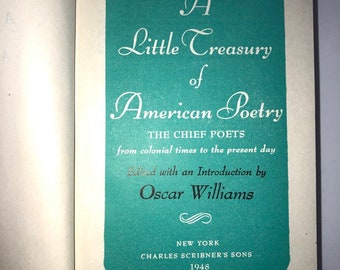 A
Little Treasury
of
American Poetry
THE CHIEF POETS
from colonial times to the present day
Edited with an Introduction by
Oscar Williams
NEW YORK
CHARLES SCRIBNER'S SONS
1948